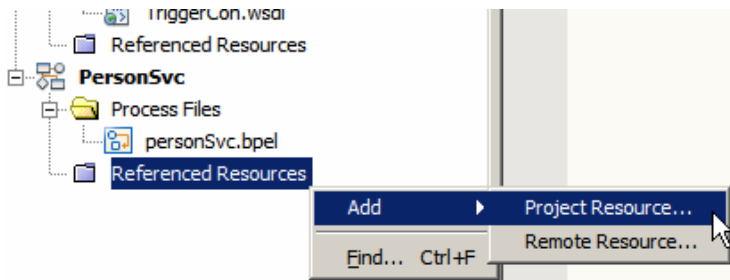 TriggerCon.wsdl
Referenced Resources
PersonSvc
Process Files
personSvc.bpel
Referenced Resources
Add Project Resource...
Remote Resource...
Find... Ctrl+F